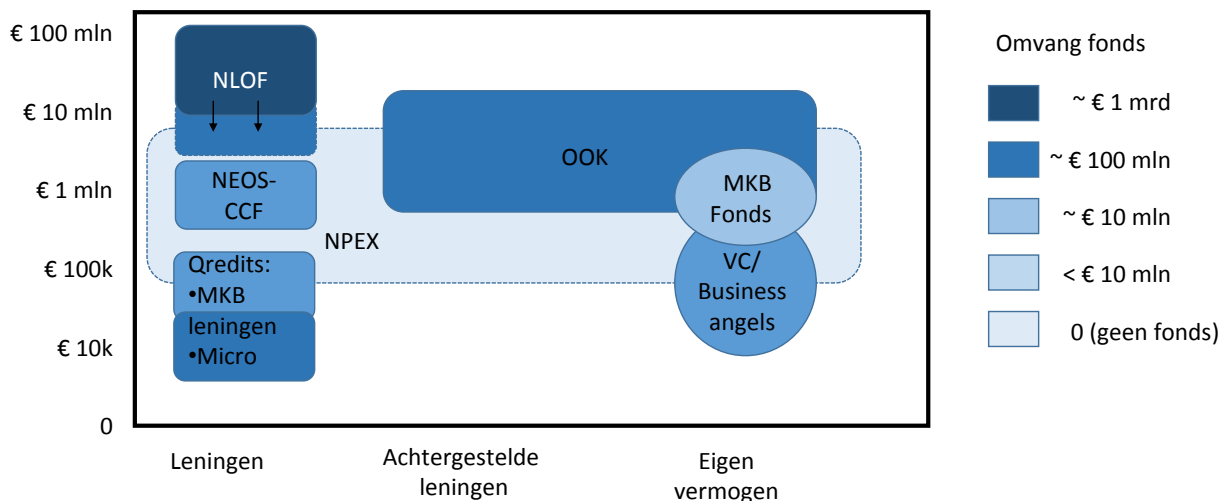 € 100 mln
€ 10 mln
€ 1 mln
€ 100k
€ 10k
0
NLOF
NEOS-
CCF
NPEX
Qredits:
•MKB
leningen
•Micro
OOK
MKB
Fonds
VC/
Business
angels
Leningen
Achtergestelde
leningen
Eigen
vermogen
Omvang fonds
~ € 1 mrd
~ € 100 mln
~ € 10 mln
< € 10 mln
0 (geen fonds)